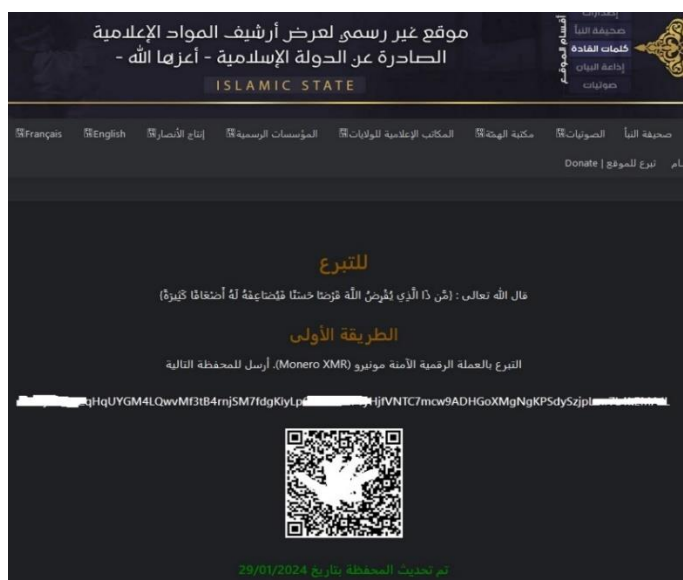 إصدارات
صحيفة النبأ
كلمات القادة
إذاعة البيان
صوتيات
أقسام الموقع
موقع غير رسمي لعرض أرشيف المواد الإعلامية
الصادرة عن الدولة الإسلامية - أعزها الله -
ISLAMIC STATE
صحيفة النبأ الصوتيات مكتبة الهمّة المكاتب الإعلامية للولايات المؤسسات الرسمية إنتاج الأنصار English Français
تبرع للموقع | Donate
للتبرع
قال الله تعالى : {مَّن ذَا الَّذِي يُقْرِضُ اللَّهَ قَرْضًا حَسَنًا فَيُضَاعِفَهُ لَهُ أَضْعَافًا كَثِيرَةً}
الطريقة الأولى
التبرع بالعملة الرقمية الآمنة مونيرو (Monero XMR). أرسل للمحفظة التالية
تم تحديث المحفظة بتاريخ 29/01/2024